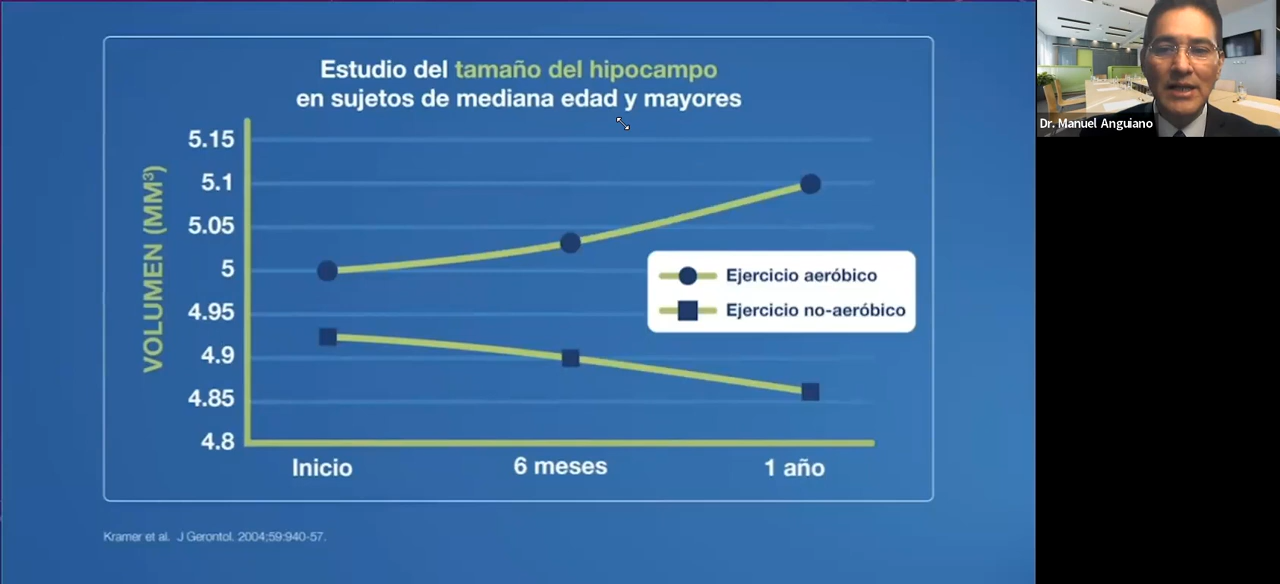 Estudio del tamaño del hipocampo
en sujetos de mediana edad y mayores
VOLUMEN (MM³)
5.15
5.1
5.05
5
4.95
4.9
4.85
4.8
Inicio
6 meses
1 año
Ejercicio aeróbico
Ejercicio no-aeróbico
Kramer et al. J Gerontol. 2004;59:940-57.
Dr. Manuel Anguiano